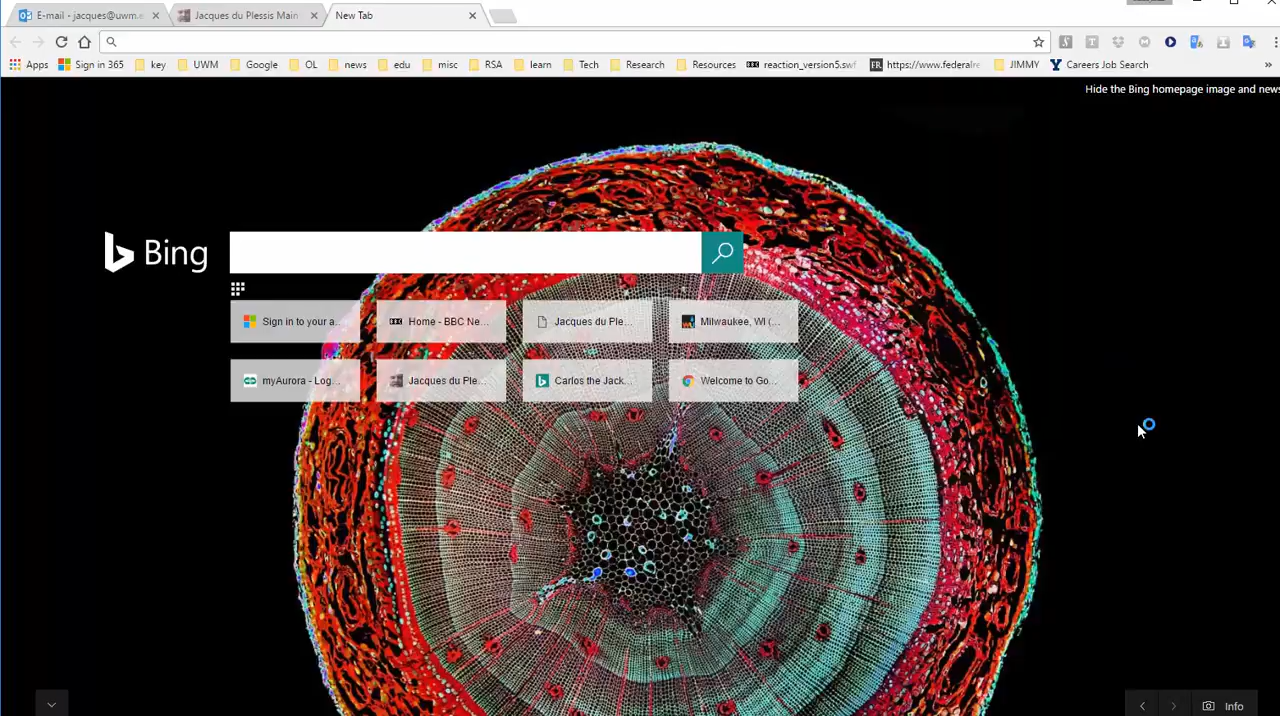 E-mail - jacques@uwm.e
Jacques du Plessis Main
New Tab
Apps Sign in 365 key UWM Google OL news edu misc RSA learn Tech Research Resources reaction_version5.swf https://www.federalre JIMMY Careers Job Search »
Hide the Bing homepage image and news
Bing
Sign in to your a... Home - BBC Ne... Jacques du Ple... Milwaukee, WI (...
myAurora - Log... Jacques du Ple... Carlos the Jack... Welcome to Go...
Info